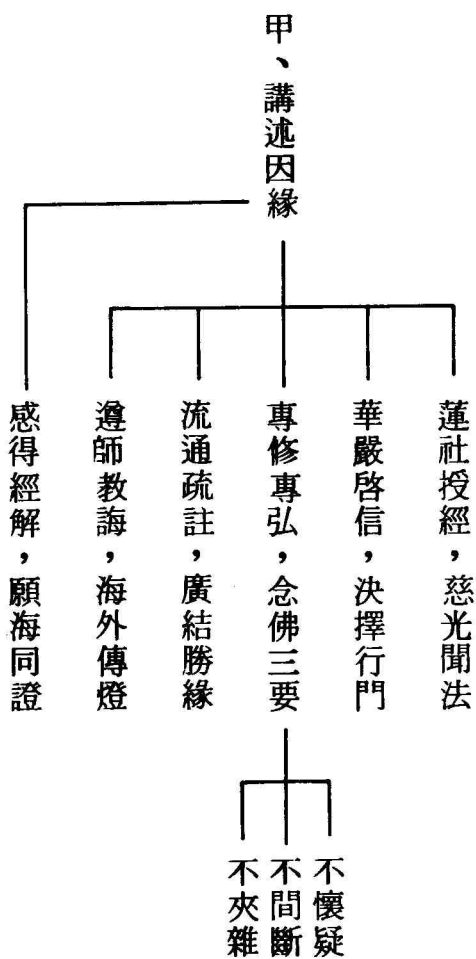 甲、講述因緣
蓮社授經，慈光聞法
華嚴啓信，決擇行門
專修專弘，念佛三要
不懷疑
不間斷
不夾雜
流通疏註，廣結勝緣
遵師教誨，海外傳燈
感得經解，願海同證